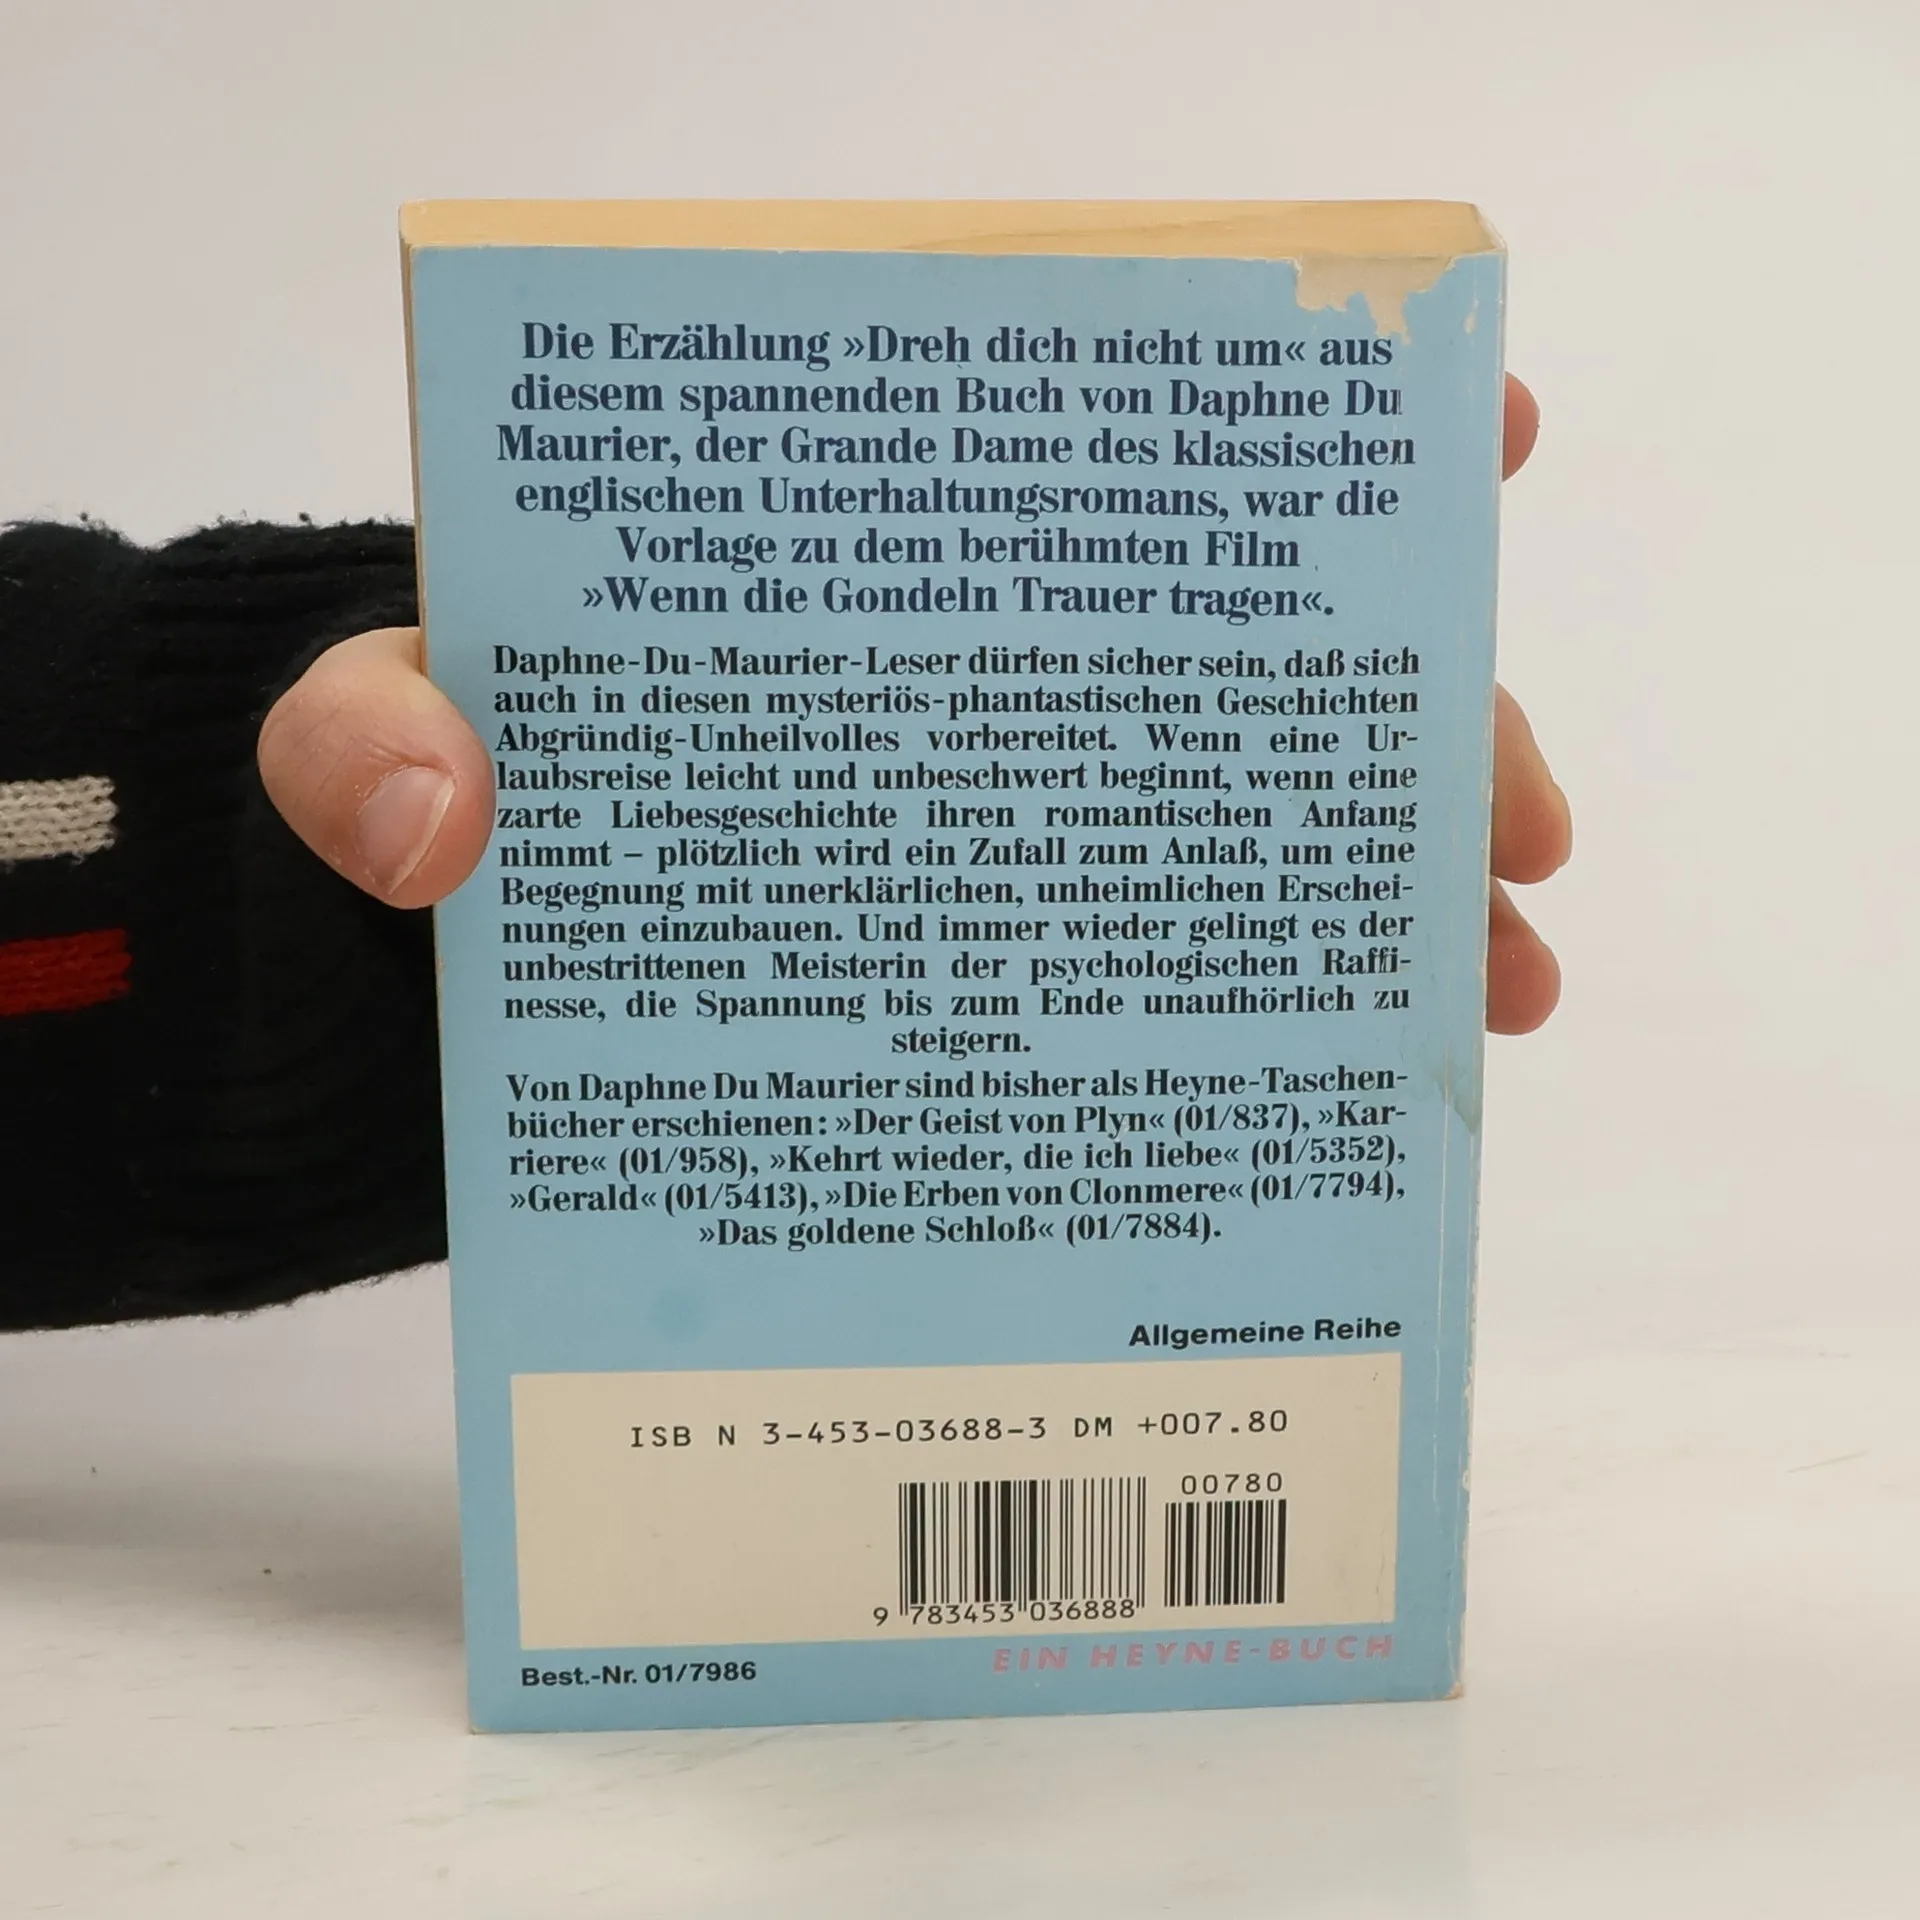 Die Erzählung »Dreh dich nicht um« aus
diesem spannenden Buch von Daphne Du
Maurier, der Grande Dame des klassischen
englischen Unterhaltungsromans, war die
Vorlage zu dem berühmten Film
»Wenn die Gondeln Trauer tragen«.
Daphne-Du-Maurier-Leser dürfen sicher sein, daß sich
auch in diesen mysteriös-phantastischen Geschichten
Abgründig-Unheilvolles vorbereitet. Wenn eine Ur-
laubsreise leicht und unbeschwert beginnt, wenn eine
zarte Liebesgeschichte ihren romantischen Anfang
nimmt – plötzlich wird ein Zufall zum Anlaß, um eine
Begegnung mit unerklärlichen, unheimlichen Erschei-
nungen einzubauen. Und immer wieder gelingt es der
unbestrittenen Meisterin der psychologischen Raffi-
nesse, die Spannung bis zum Ende unaufhörlich zu
steigern.
Von Daphne Du Maurier sind bisher als Heyne-Taschen-
bücher erschienen: »Der Geist von Plyn« (01/837), »Kar-
riere« (01/958), »Kehrt wieder, die ich liebe« (01/5352),
»Gerald« (01/5413), »Die Erben von Clonmere« (01/7794),
»Das goldene Schloß« (01/7884).
Allgemeine Reihe
ISB N 3-453-03688-3 DM +007.80
00780
9 783453 036888
EIN HEYNE-BUCH
Best.-Nr. 01/7986